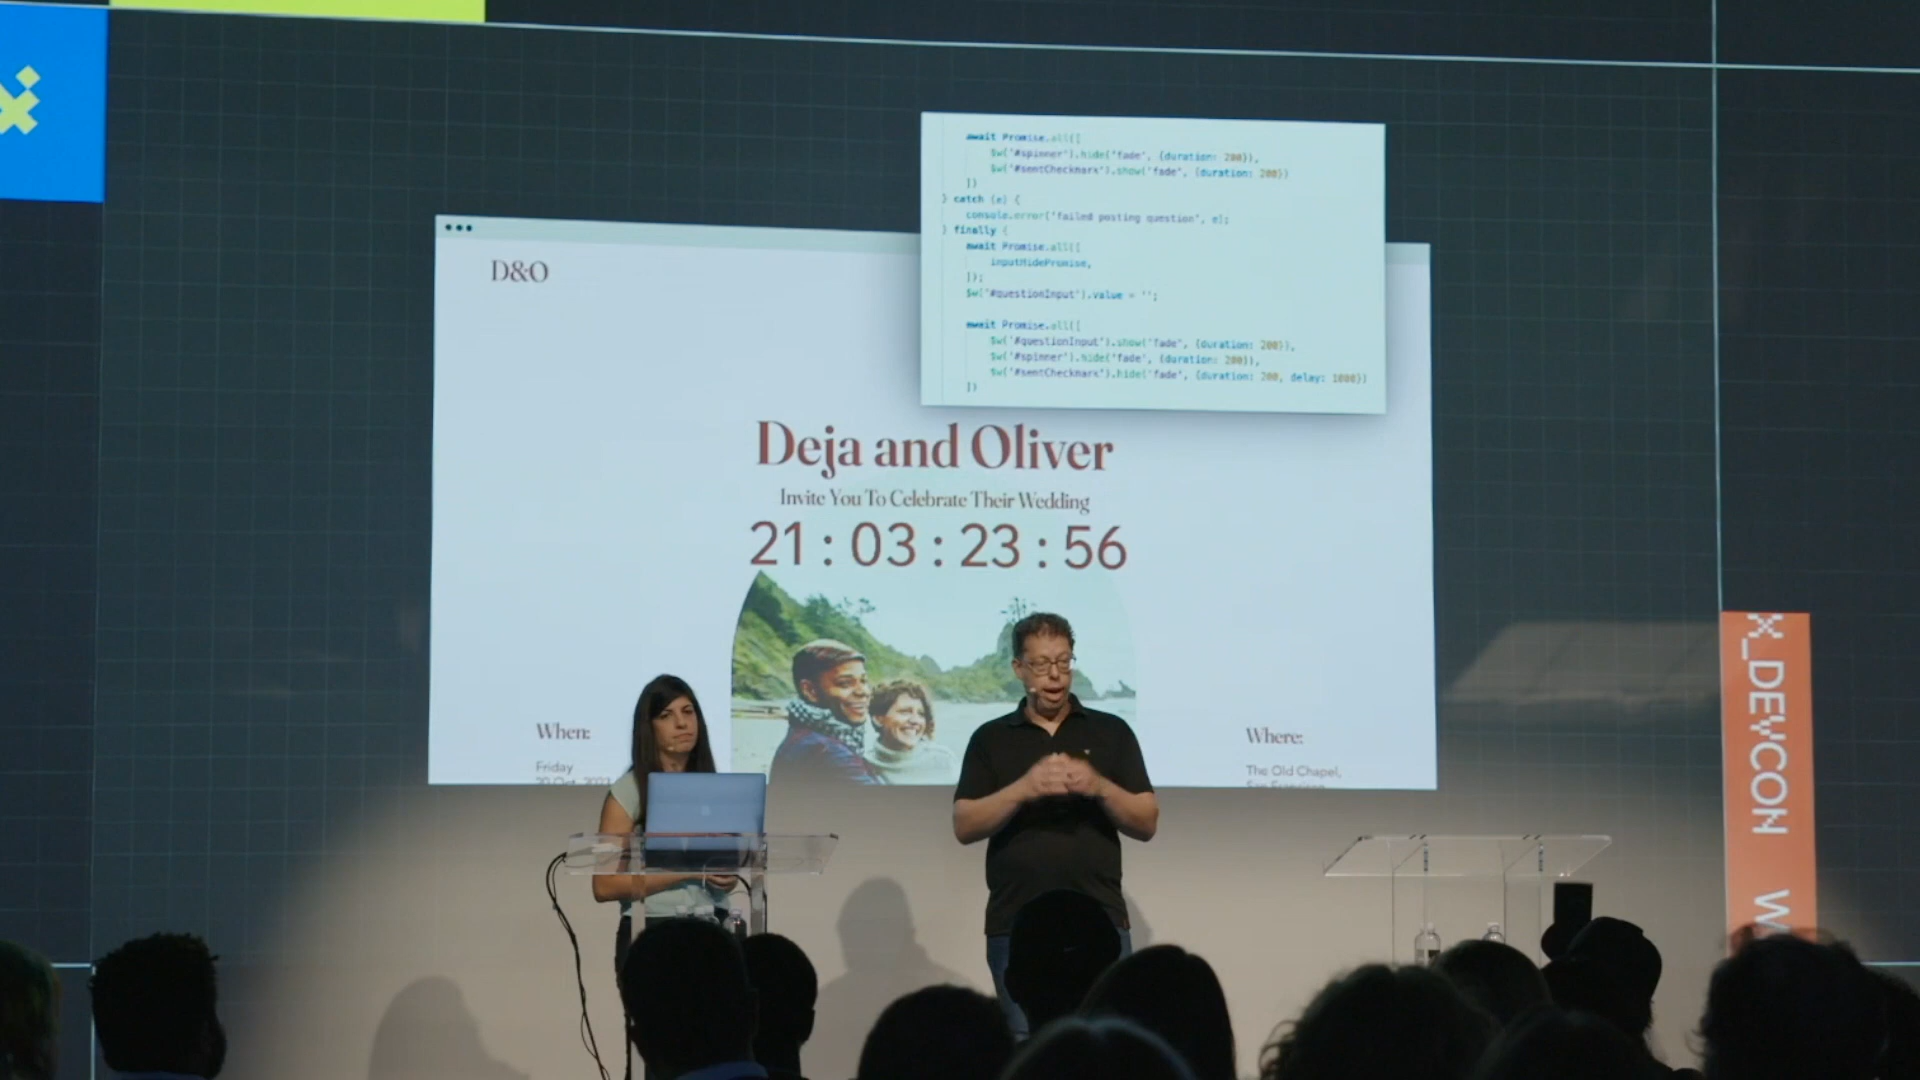 await Promise.all([
$w('#spinner').hide('fade', {duration: 200}),
$w('#sentCheckmark').show('fade', {duration: 200})
])
} catch (e) {
console.error('failed posting question', e);
} finally {
await Promise.all([
inputHidePromise,
]);
$w('#questionInput').value = '';
await Promise.all([
$w('#questionInput').show('fade', {duration: 200}),
$w('#spinner').hide('fade', {duration: 200}),
$w('#sentCheckmark').hide('fade', {duration: 200, delay: 1000})
])
D&O
Deja and Oliver
Invite You To Celebrate Their Wedding
21 : 03 : 23 : 56
When:
Friday
Where:
The Old Chapel,
San Francisco
X_DEVCON W